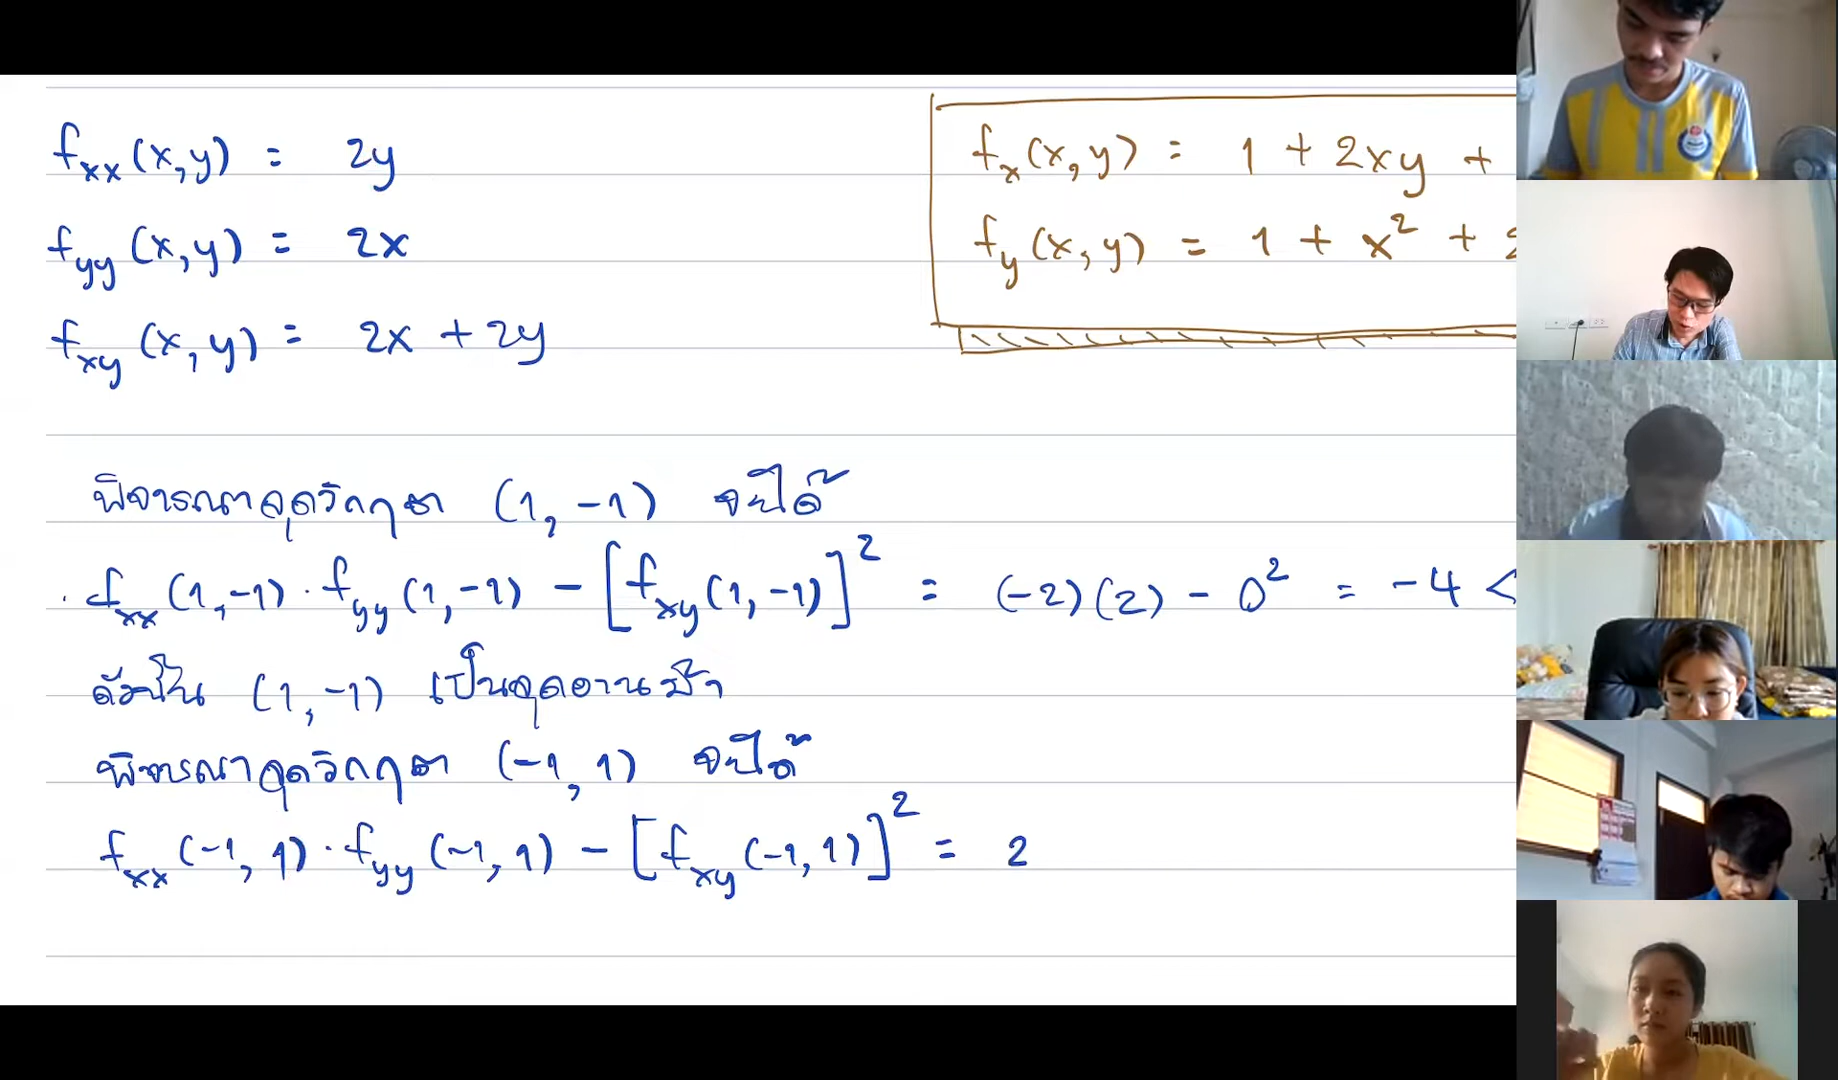 fxx(x,y) = 2y
fyy(x,y) = 2x
fxy(x,y) = 2x + 2y
fx(x,y) = 1 + 2xy +
fy(x,y) = 1 + x² +
พิจารณาจุดวิกฤต (1,-1) จะได้
fxx(1,-1) · fyy(1,-1) - [fxy(1,-1)]² = (-2)(2) - 0² = -4 <
ดังนั้น (1,-1) เป็นจุดอานม้า
พิจารณาจุดวิกฤต (-1,1) จะได้
fxx(-1,1) · fyy(-1,1) - [fxy(-1,1)]² = 2